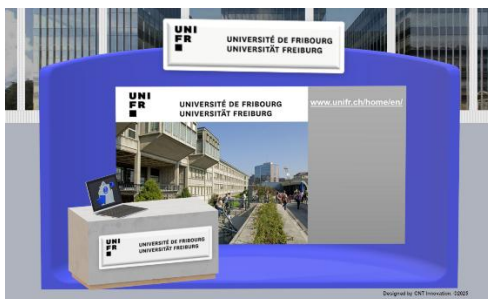 UNI
FR
UNIVERSITÉ DE FRIBOURG
UNIVERSITÄT FREIBURG
UNI
FR
UNIVERSITÉ DE FRIBOURG
UNIVERSITÄT FREIBURG
www.unifr.ch/home/en/
UNI
FR
UNIVERSITÉ DE FRIBOURG
UNIVERSITÄT FREIBURG
Designed by CNT Innovation ©2025